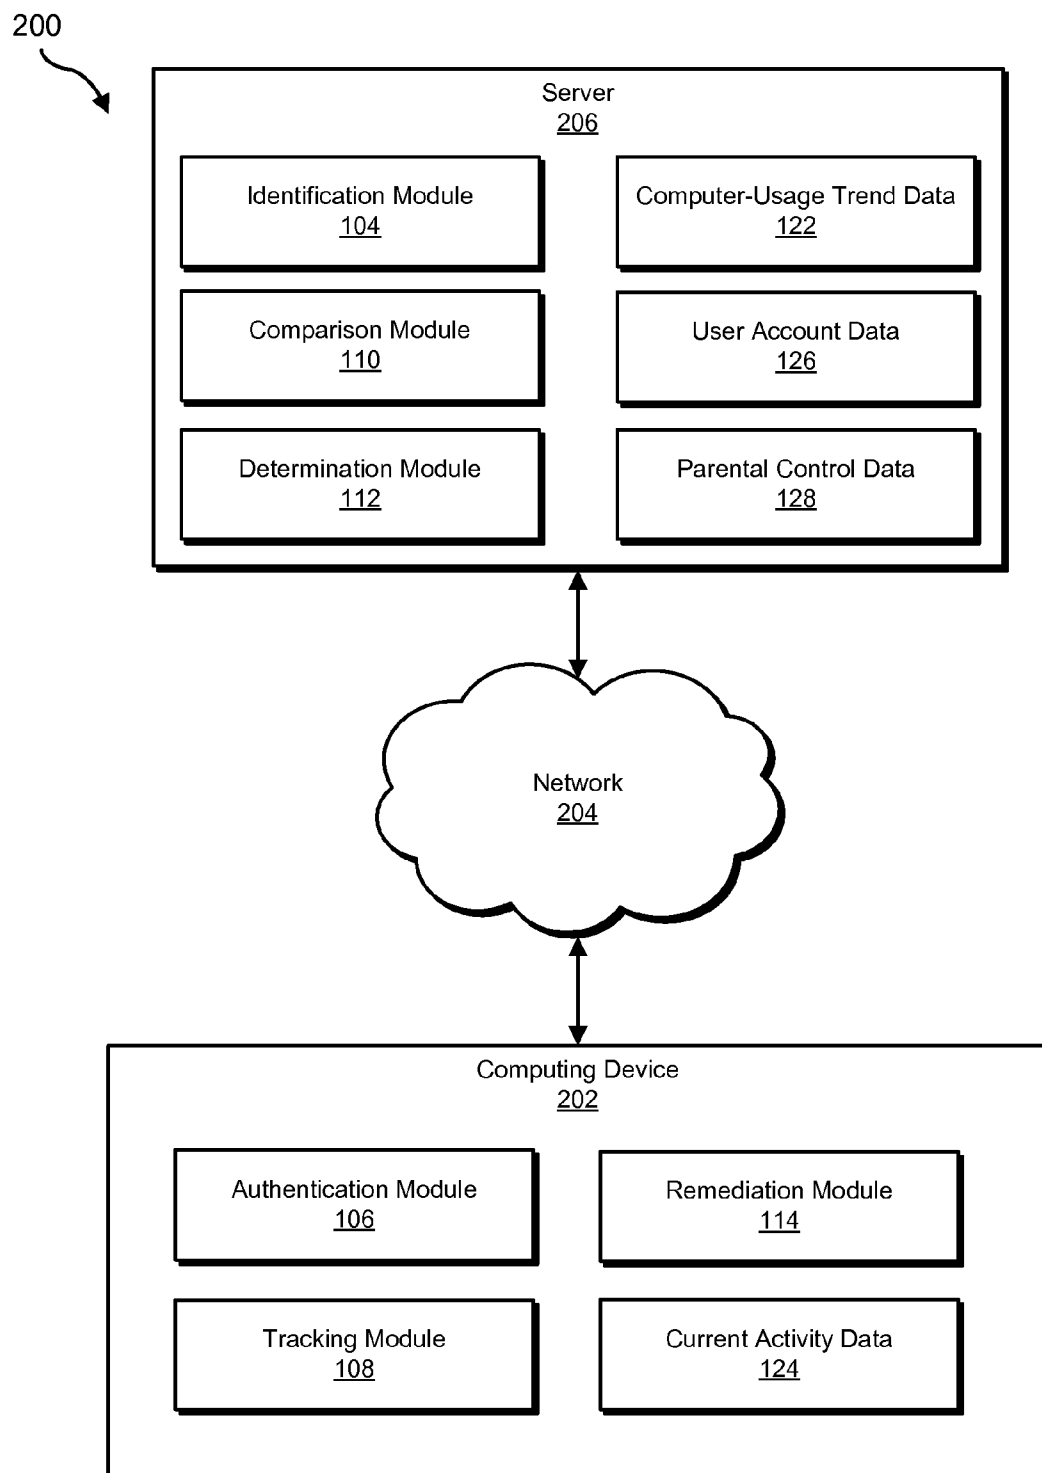 200
Server
206
Identification Module
104
Computer-Usage Trend Data
122
Comparison Module
110
User Account Data
126
Determination Module
112
Parental Control Data
128
Network
204
Computing Device
202
Authentication Module
106
Remediation Module
114
Tracking Module
108
Current Activity Data
124